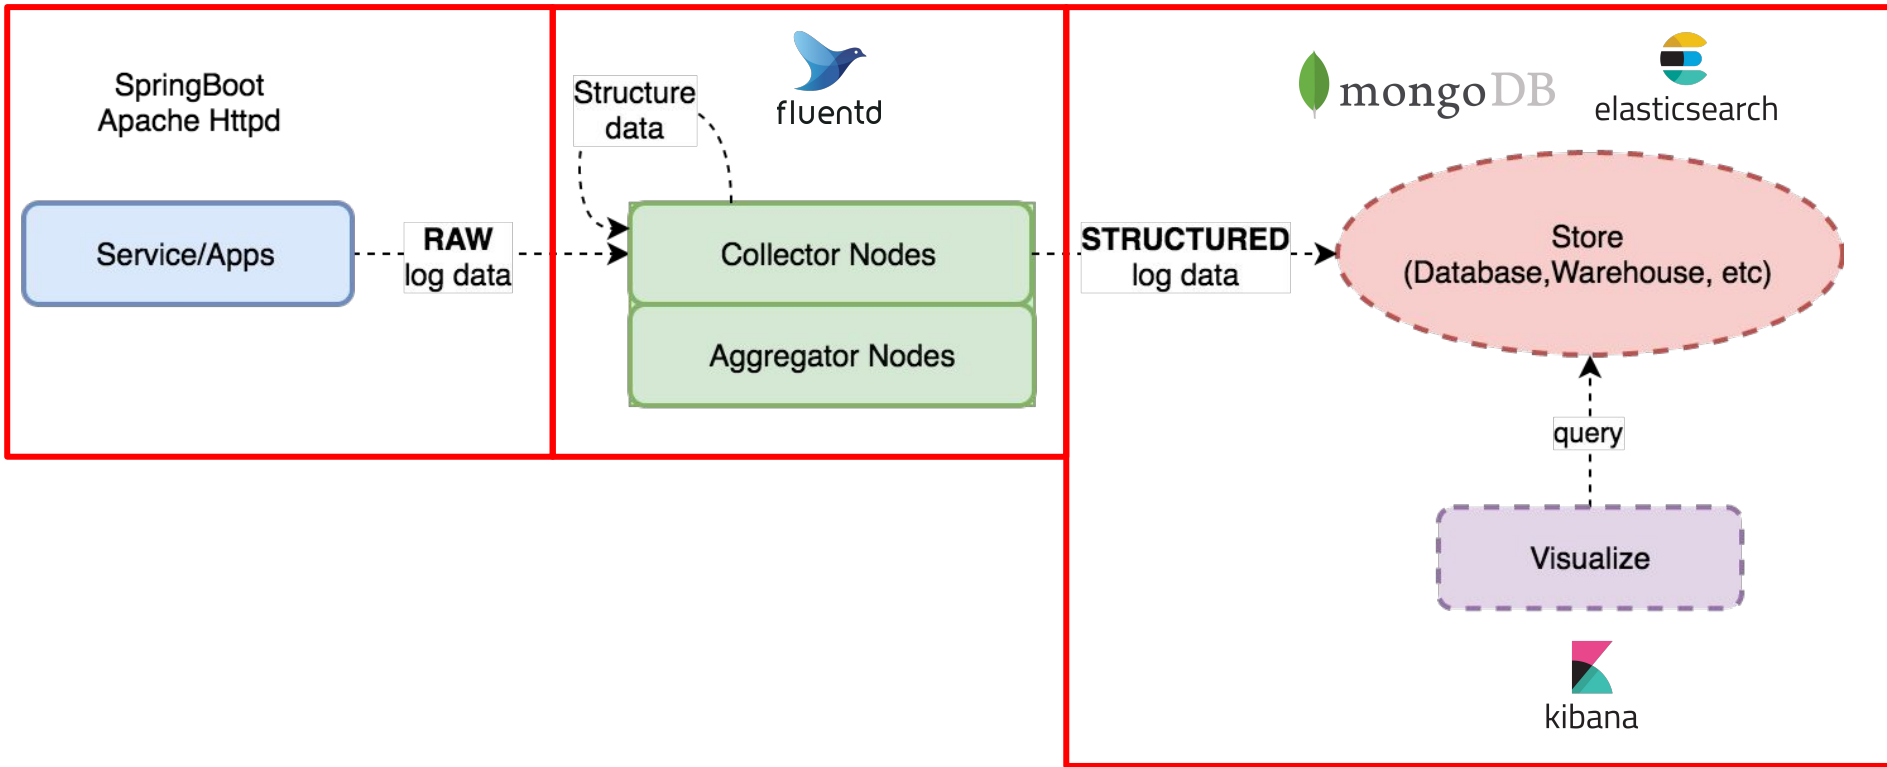 SpringBoot
Apache Httpd
Service/Apps
RAW
log data
Structure
data
fluentd
Collector Nodes
Aggregator Nodes
STRUCTURED
log data
mongoDB
elasticsearch
Store
(Database,Warehouse, etc)
query
Visualize
kibana